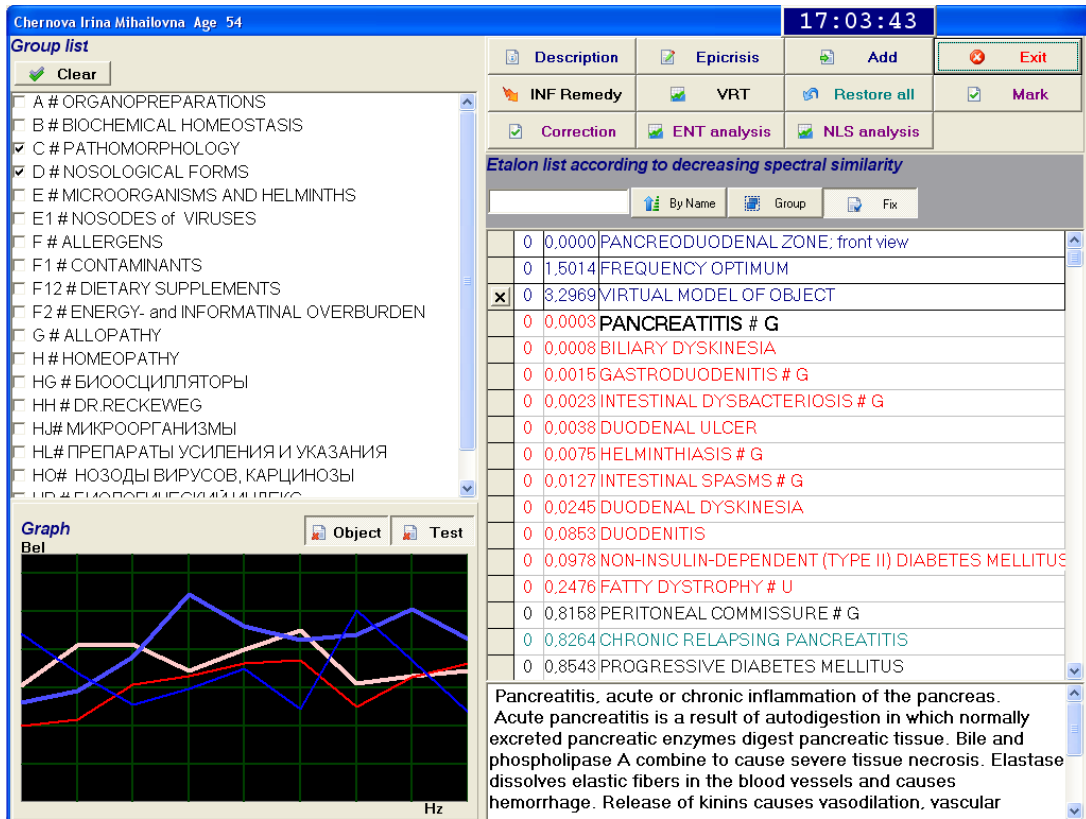 Chernova Irina Mihailovna Age 54
17:03:43
Group list
Clear
A # ORGANOPREPARATIONS
B # BIOCHEMICAL HOMEOSTASIS
C # PATHOMORPHOLOGY
D # NOSOLOGICAL FORMS
E # MICROORGANISMS AND HELMINTHS
E1 # NOSODES of VIRUSES
F # ALLERGENS
F1 # CONTAMINANTS
F12 # DIETARY SUPPLEMENTS
F2 # ENERGY- and INFORMATINAL OVERBURDEN
G # ALLOPATHY
H # HOMEOPATHY
HG # БИООСЦИЛЛЯТОРЫ
HH # DR.RECKEWEG
HJ# МИКРООРГАНИЗМЫ
HL# ПРЕПАРАТЫ УСИЛЕНИЯ И УКАЗАНИЯ
HO# НОЗОДЫ ВИРУСОВ, КАРЦИНОЗЫ
Graph
Object
Test
Bel
Hz
Description
Epicrisis
Add
Exit
INF Remedy
VRT
Restore all
Mark
Correction
ENT analysis
NLS analysis
Etalon list according to decreasing spectral similarity
By Name
Group
Fix
0 0,0000 PANCREODUODENAL ZONE; front view
0 1,5014 FREQUENCY OPTIMUM
0 3,2969 VIRTUAL MODEL OF OBJECT
0 0,0003 PANCREATITIS # G
0 0,0008 BILIARY DYSKINESIA
0 0,0015 GASTRODUODENITIS # G
0 0,0023 INTESTINAL DYSBACTERIOSIS # G
0 0,0038 DUODENAL ULCER
0 0,0075 HELMINTHIASIS # G
0 0,0127 INTESTINAL SPASMS # G
0 0,0245 DUODENAL DYSKINESIA
0 0,0853 DUODENITIS
0 0,0978 NON-INSULIN-DEPENDENT (TYPE II) DIABETES MELLITUS
0 0,2476 FATTY DYSTROPHY # U
0 0,8158 PERITONEAL COMMISSURE # G
0 0,8264 CHRONIC RELAPSING PANCREATITIS
0 0,8543 PROGRESSIVE DIABETES MELLITUS
Pancreatitis, acute or chronic inflammation of the pancreas.
Acute pancreatitis is a result of autodigestion in which normally
excreted pancreatic enzymes digest pancreatic tissue. Bile and
phospholipase A combine to cause severe tissue necrosis. Elastase
dissolves elastic fibers in the blood vessels and causes
hemorrhage. Release of kinins causes vasodilation, vascular